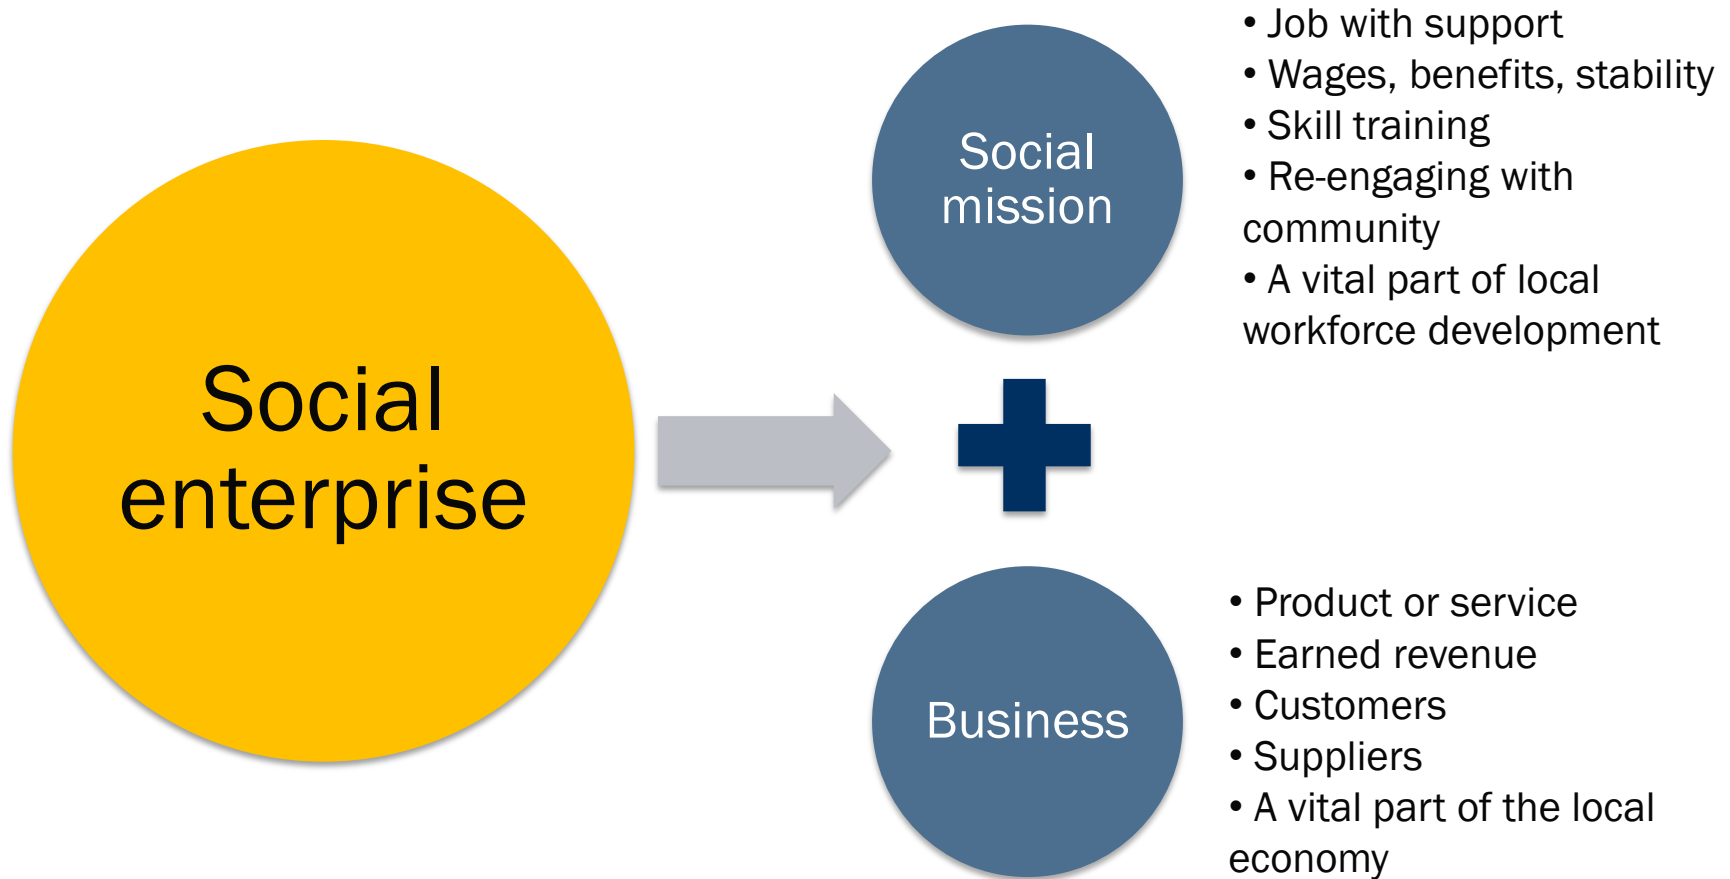 Social
enterprise
Social
mission
• Job with support
• Wages, benefits, stability
• Skill training
• Re-engaging with
community
• A vital part of local
workforce development
Business
• Product or service
• Earned revenue
• Customers
• Suppliers
• A vital part of the local
economy